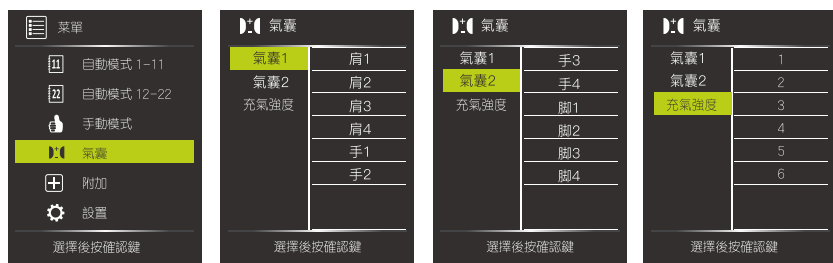 菜單
11 自動模式 1-11
22 自動模式 12-22
手動模式
氣囊
附加
設置
選擇後按確認鍵
氣囊
氣囊1
氣囊2
充氣強度
肩1
肩2
肩3
肩4
手1
手2
選擇後按確認鍵
氣囊
氣囊1
氣囊2
充氣強度
手3
手4
脚1
脚2
脚3
脚4
選擇後按確認鍵
氣囊
氣囊1
氣囊2
充氣強度
1
2
3
4
5
6
選擇後按確認鍵